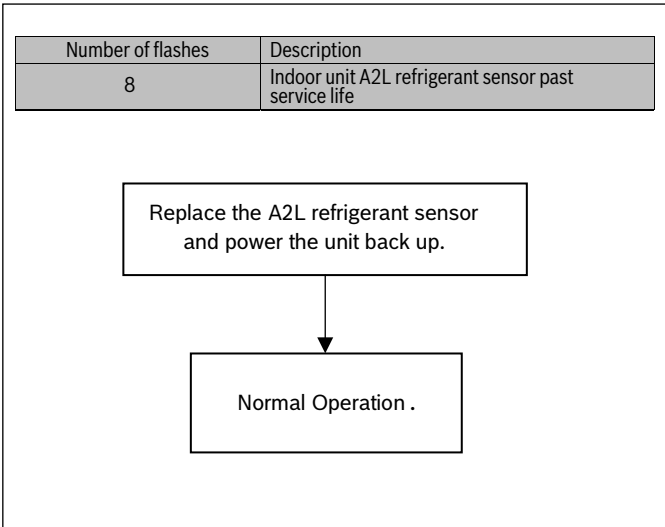 Number of flashes Description
8 Indoor unit A2L refrigerant sensor past
service life
Replace the A2L refrigerant sensor
and power the unit back up.
Normal Operation .